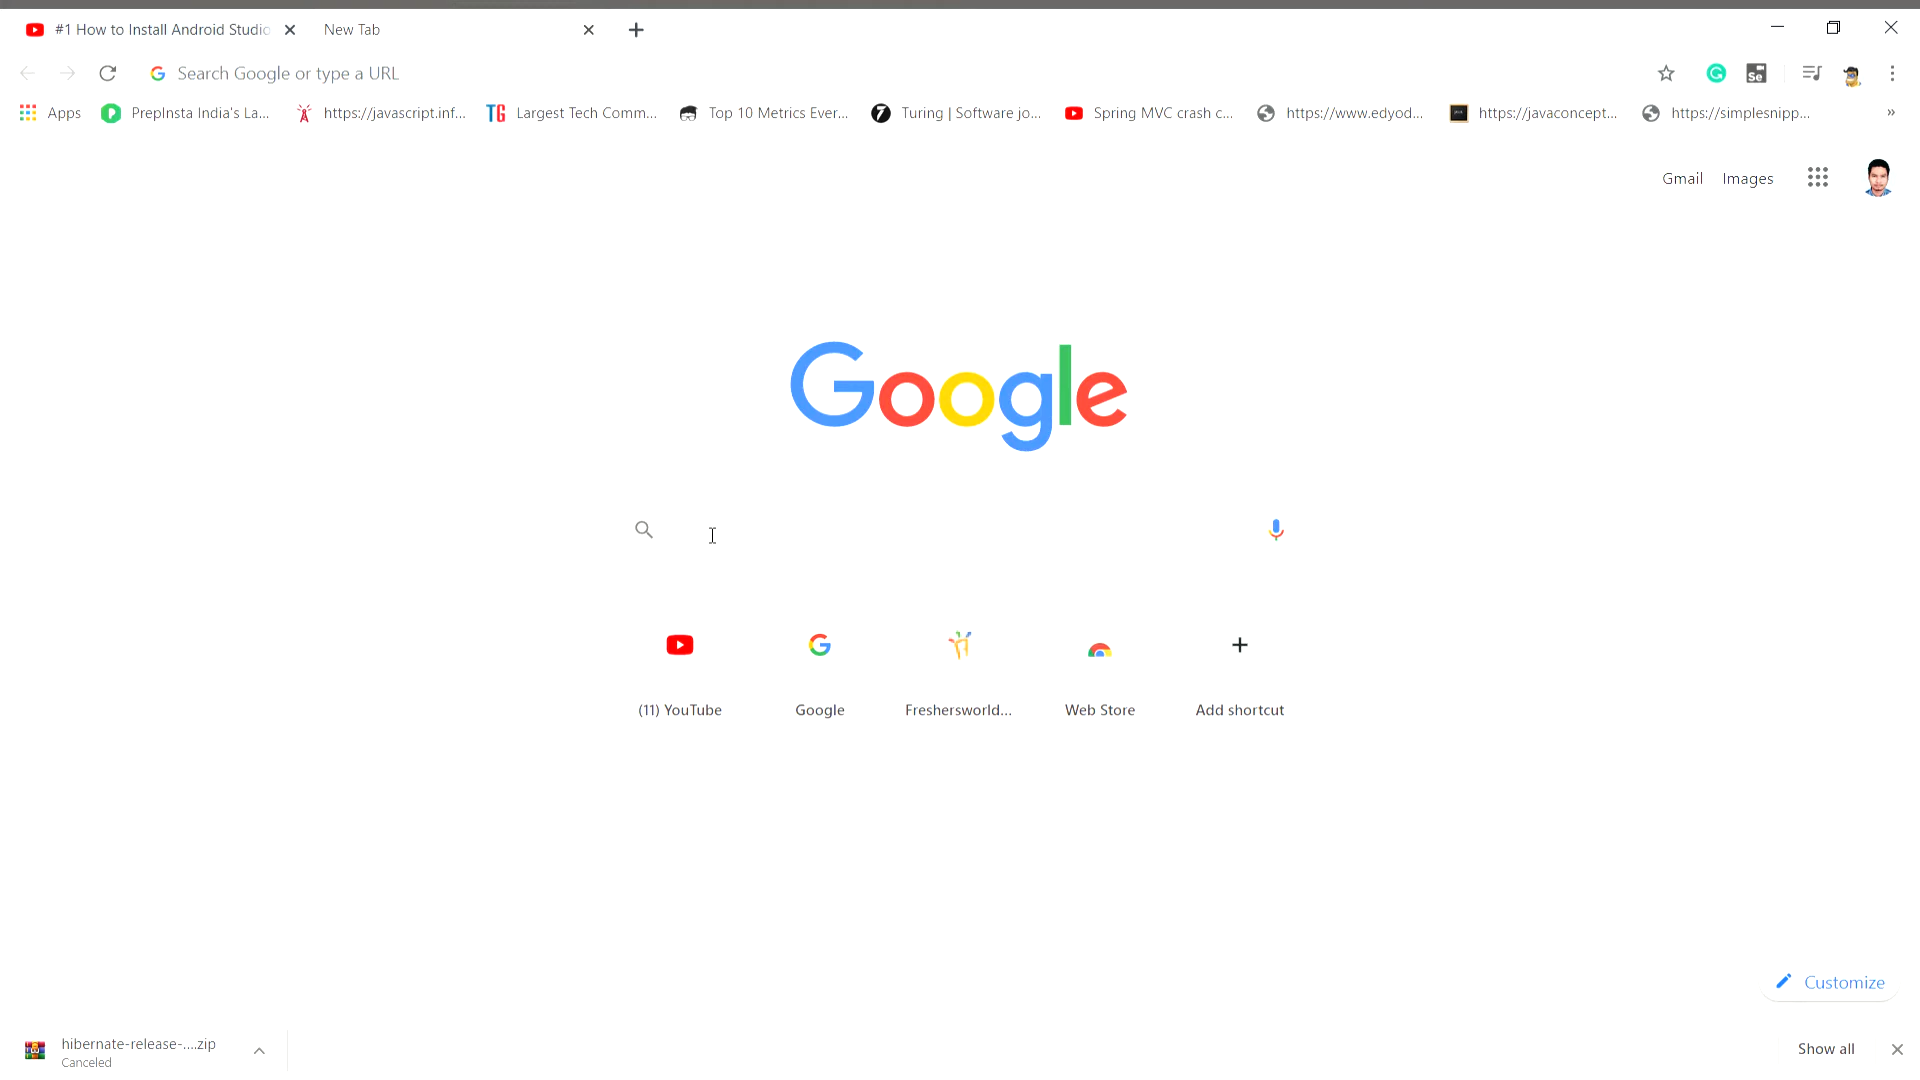 #1 How to Install Android Studio
New Tab
Search Google or type a URL
Se
Apps
PrepInsta India's La...
https://javascript.inf...
TG Largest Tech Comm...
Top 10 Metrics Ever...
Turing | Software jo...
Spring MVC crash c...
https://www.edyod...
https://javaconcept...
https://simplesnipp...
»
Gmail Images
Google
(11) YouTube
Google
Freshersworld...
Web Store
Add shortcut
Customize
hibernate-release-....zip
Canceled
Show all